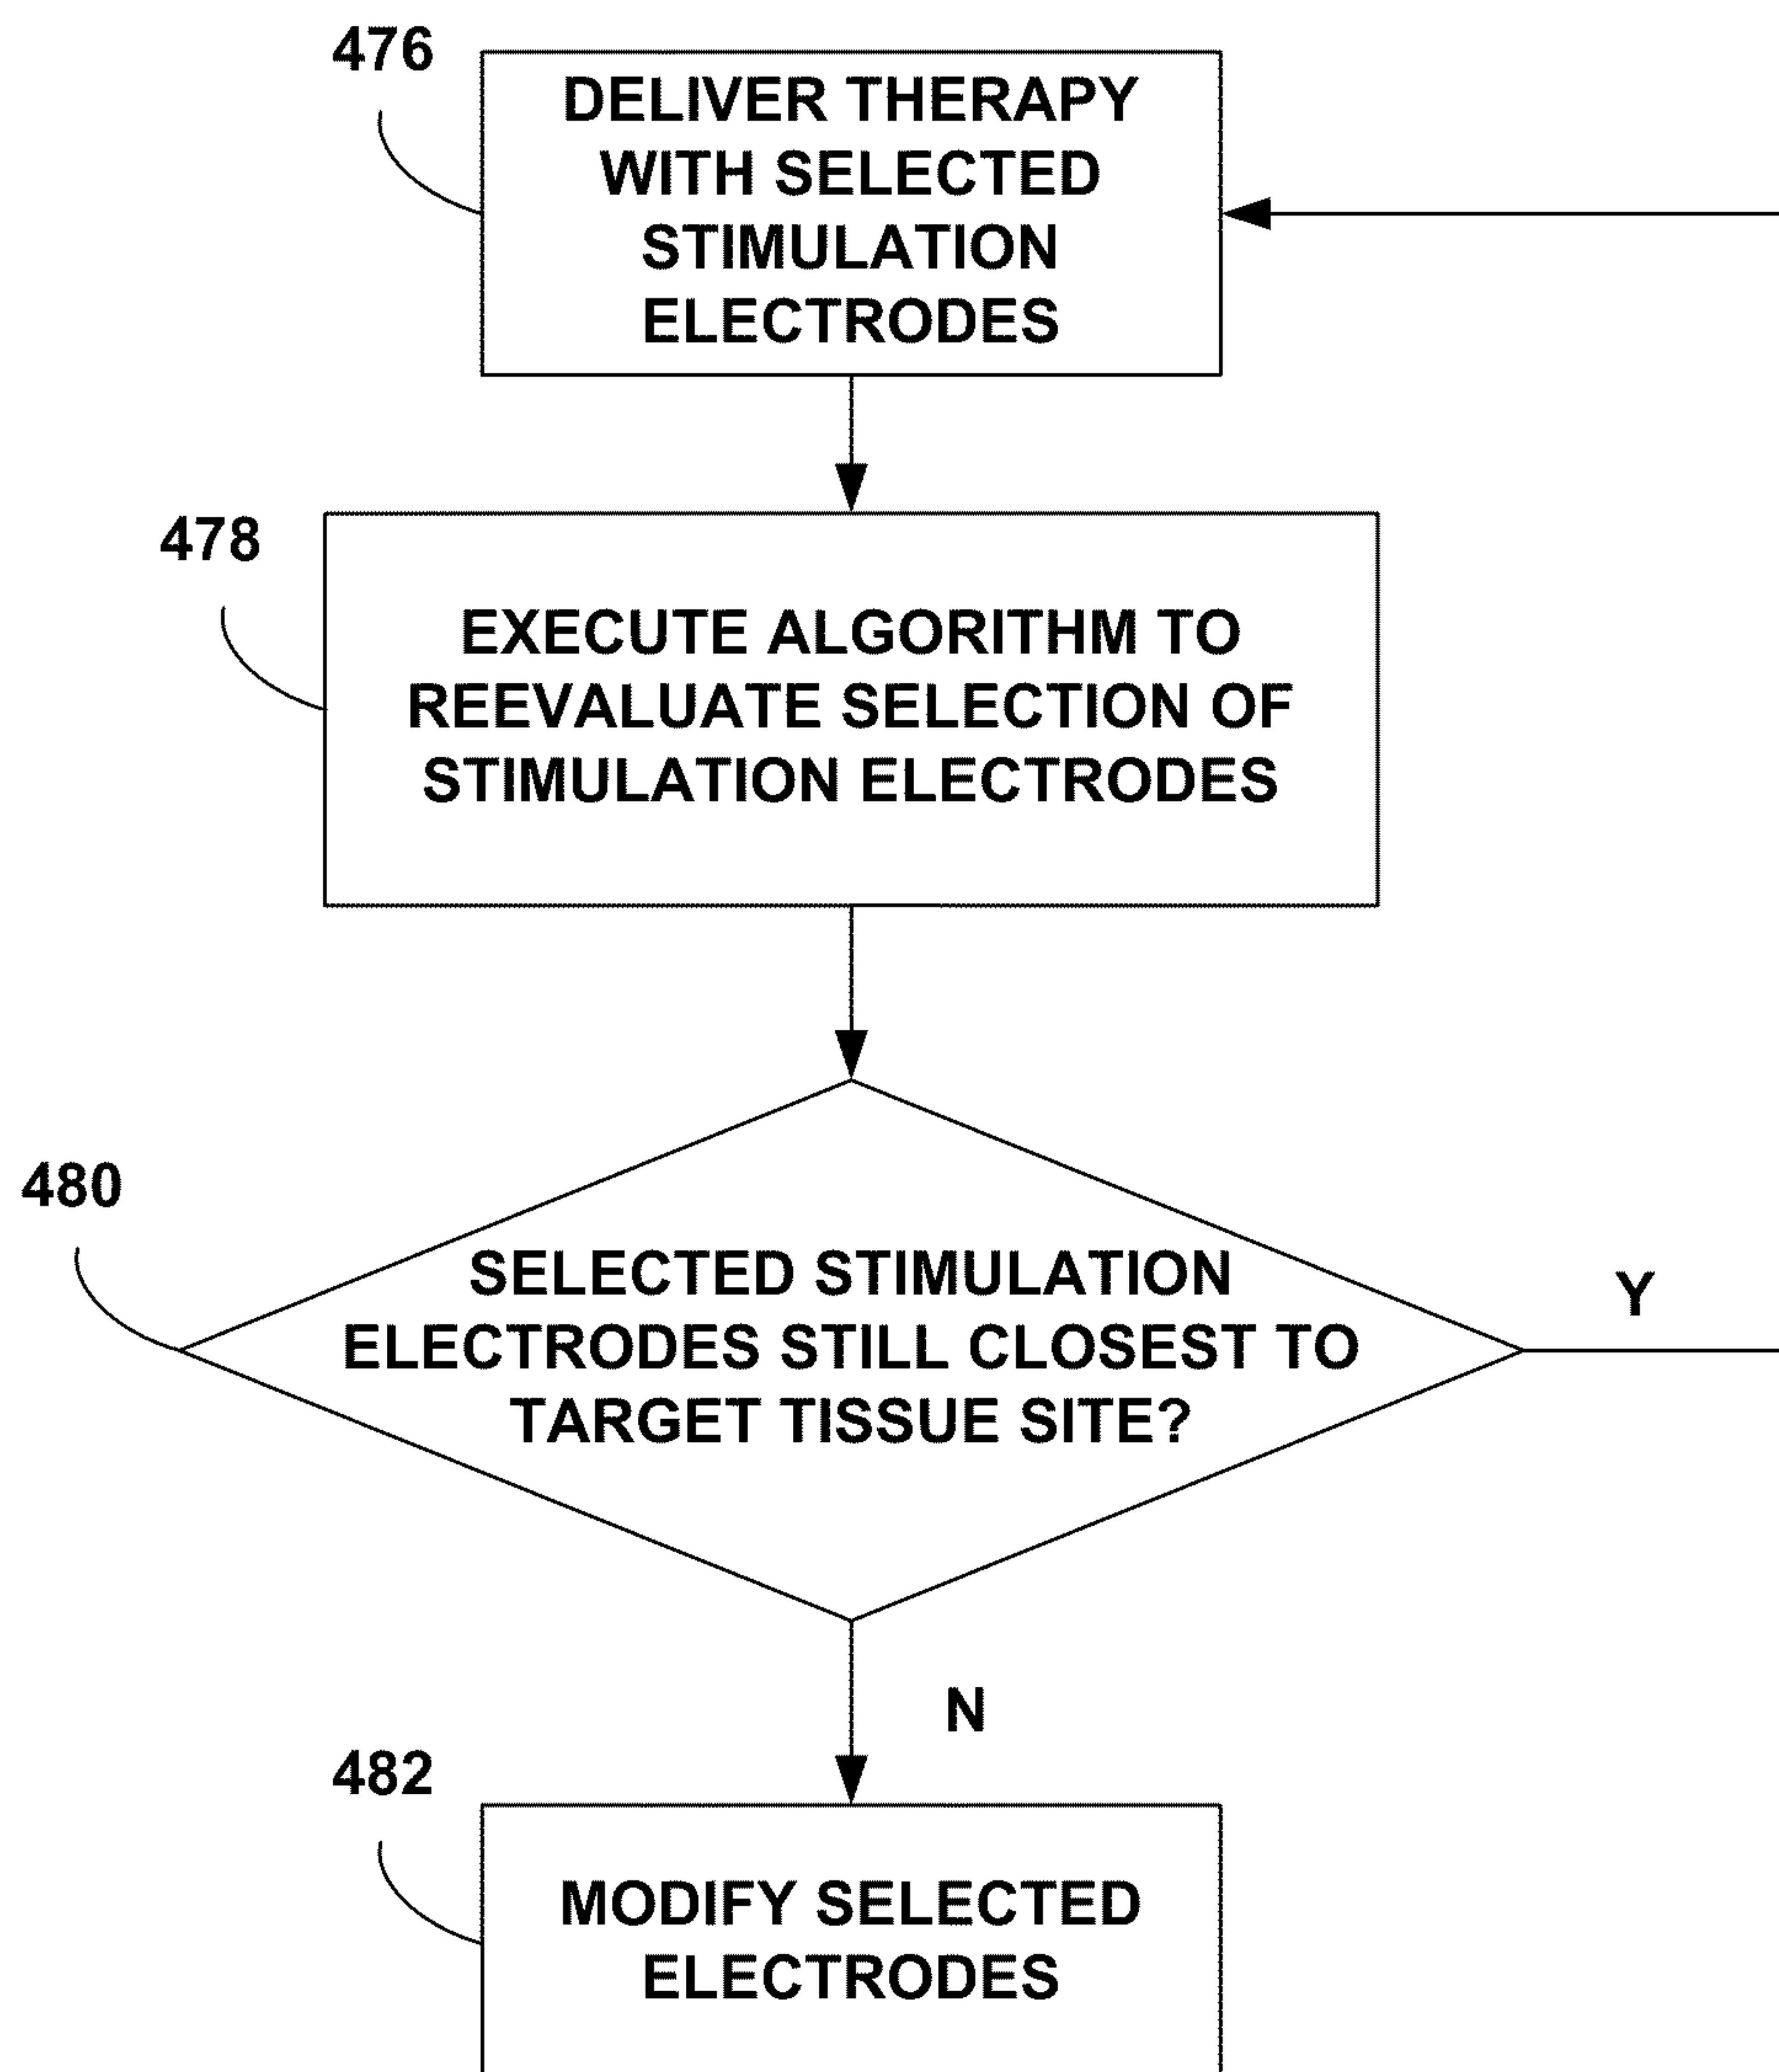 476
DELIVER THERAPY
WITH SELECTED
STIMULATION
ELECTRODES
478
EXECUTE ALGORITHM TO
REEVALUATE SELECTION OF
STIMULATION ELECTRODES
480
SELECTED STIMULATION
ELECTRODES STILL CLOSEST TO
TARGET TISSUE SITE?
Y
N
482
MODIFY SELECTED
ELECTRODES